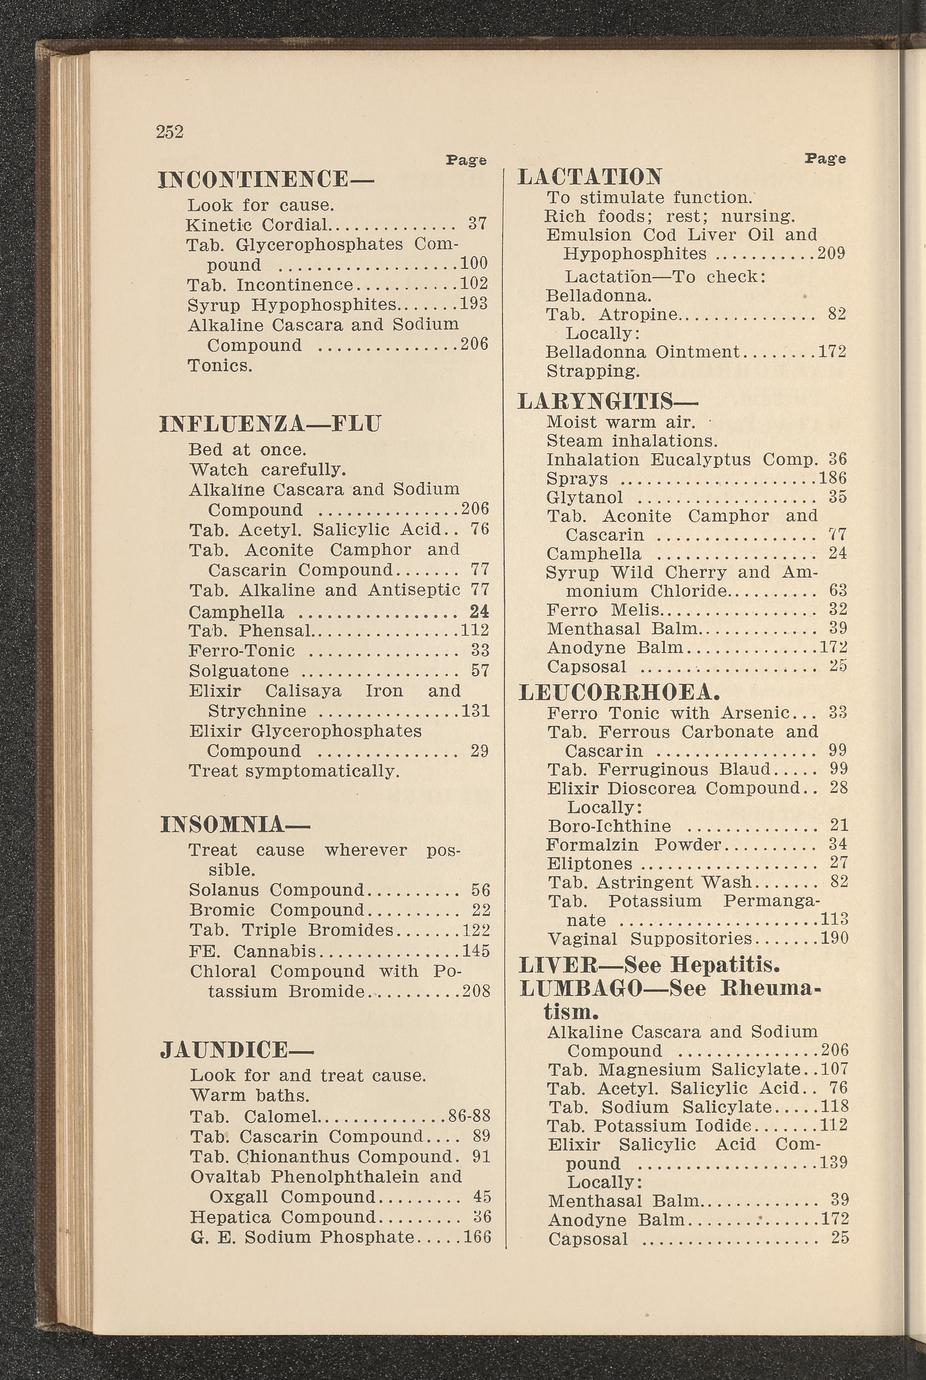 252
Page
INCONTINENCE—
Look for cause.
Kinetic Cordial.............. 37
Tab. Glycerophosphates Com-
pound ...................100
Tab. Incontinence...........102
Syrup Hypophosphites.......193
Alkaline Cascara and Sodium
Compound ...............206
Tonics.
INFLUENZA—FLU
Bed at once.
Watch carefully.
Alkaline Cascara and Sodium
Compound ...............206
Tab. Acetyl. Salicylic Acid.. 76
Tab. Aconite Camphor and
Cascarin Compound....... 77
Tab. Alkaline and Antiseptic 77
Camphella ................. 24
Tab. Phensal................112
Ferro-Tonic ................ 33
Solguatone ................. 57
Elixir Calisaya Iron and
Strychnine ...............131
Elixir Glycerophosphates
Compound ............... 29
Treat symptomatically.
INSOMNIA—
Treat cause wherever pos-
sible.
Solanus Compound.......... 56
Bromic Compound.......... 22
Tab. Triple Bromides.......122
FE. Cannabis...............145
Chloral Compound with Po-
tassium Bromide..........208
JAUNDICE—
Look for and treat cause.
Warm baths.
Tab. Calomel..............86-88
Tab. Cascarin Compound.... 89
Tab. Chionanthus Compound. 91
Ovaltab Phenolphthalein and
Oxgall Compound......... 45
Hepatica Compound......... 36
G. E. Sodium Phosphate.....166
Page
LACTATION
To stimulate function.
Rich foods; rest; nursing.
Emulsion Cod Liver Oil and
Hypophosphites ...........209
Lactation—To check:
Belladonna.
Tab. Atropine............... 82
Locally:
Belladonna Ointment........172
Strapping.
LARYNGITIS—
Moist warm air.
Steam inhalations.
Inhalation Eucalyptus Comp. 36
Sprays .....................186
Glytanol ................... 35
Tab. Aconite Camphor and
Cascarin ................. 77
Camphella ................. 24
Syrup Wild Cherry and Am-
monium Chloride.......... 63
Ferro Melis................. 32
Menthasal Balm............. 39
Anodyne Balm..............172
Capsosal ................... 25
LEUCORRHOEA.
Ferro Tonic with Arsenic... 33
Tab. Ferrous Carbonate and
Cascarin ................. 99
Tab. Ferruginous Blaud..... 99
Elixir Dioscorea Compound.. 28
Locally:
Boro-Ichthine .............. 21
Formalzin Powder.......... 34
Eliptones ................... 27
Tab. Astringent Wash....... 82
Tab. Potassium Permanga-
nate .....................113
Vaginal Suppositories.......190
LIVER—See Hepatitis.
LUMBAGO—See Rheuma-
tism.
Alkaline Cascara and Sodium
Compound ...............206
Tab. Magnesium Salicylate..107
Tab. Acetyl. Salicylic Acid.. 76
Tab. Sodium Salicylate.....118
Tab. Potassium Iodide.......112
Elixir Salicylic Acid Com-
pound ...................139
Locally:
Menthasal Balm............. 39
Anodyne Balm..............172
Capsosal ................... 25